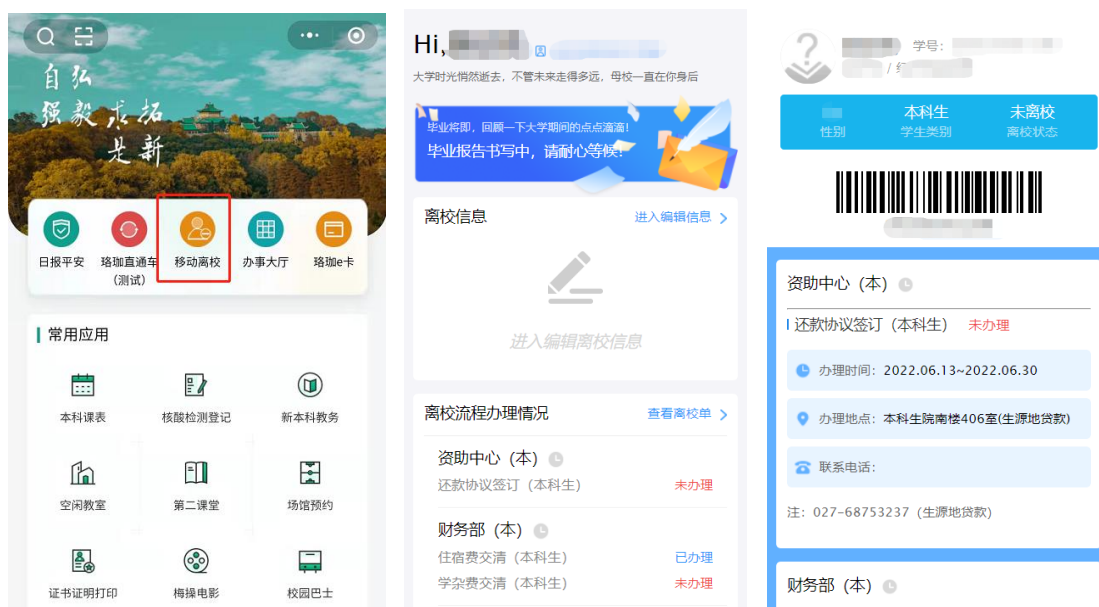 自弘
强毅求拓
是新
日报平安
珞珈直通车
(测试)
移动离校
办事大厅
珞珈e卡
常用应用
本科课表
核酸检测登记
新本科教务
空闲教室
第二课堂
场馆预约
证书证明打印
梅操电影
校园巴士
Hi,
大学时光悄然逝去，不管未来走得多远，母校一直在你身后
毕业将即，回顾一下大学期间的点点滴滴！
毕业报告书写中，请耐心等候！
离校信息
进入编辑信息
进入编辑离校信息
离校流程办理情况
查看离校单
资助中心（本）
还款协议签订（本科生） 未办理
财务部（本）
住宿费交清（本科生） 已办理
学杂费交清（本科生） 未办理
学号：
/
性别
本科生
学生类别
未离校
离校状态
资助中心（本）
还款协议签订（本科生） 未办理
办理时间：2022.06.13~2022.06.30
办理地点：本科生院南楼406室(生源地贷款)
联系电话：
注：027-68753237（生源地贷款）
财务部（本）